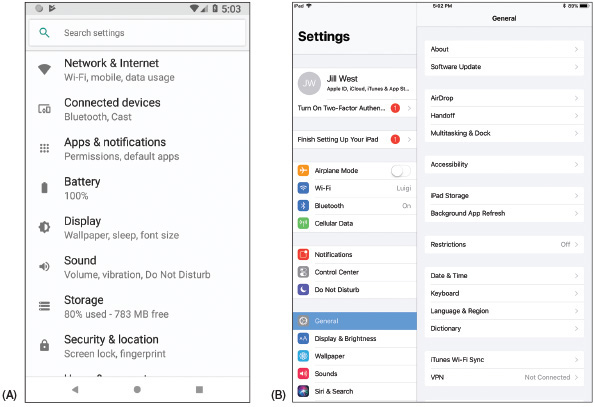 5:03
Search settings
Network & Internet
Wi-Fi, mobile, data usage
Connected devices
Bluetooth, Cast
Apps & notifications
Permissions, default apps
Battery
100%
Display
Wallpaper, sleep, font size
Sound
Volume, vibration, Do Not Disturb
Storage
80% used - 783 MB free
Security & location
Screen lock, fingerprint
(A)
iPad
5:02 PM
89%
Settings
JW
Jill West
Apple ID, iCloud, iTunes & App St...
Turn On Two-Factor Authen... 1
Finish Setting Up Your iPad 1
Airplane Mode
Wi-Fi Luigi
Bluetooth On
Cellular Data
Notifications
Control Center
Do Not Disturb
General
Display & Brightness
Wallpaper
Sounds
Siri & Search
General
About
Software Update
AirDrop
Handoff
Multitasking & Dock
Accessibility
iPad Storage
Background App Refresh
Restrictions Off
Date & Time
Keyboard
Language & Region
Dictionary
iTunes Wi-Fi Sync
VPN Not Connected
(B)